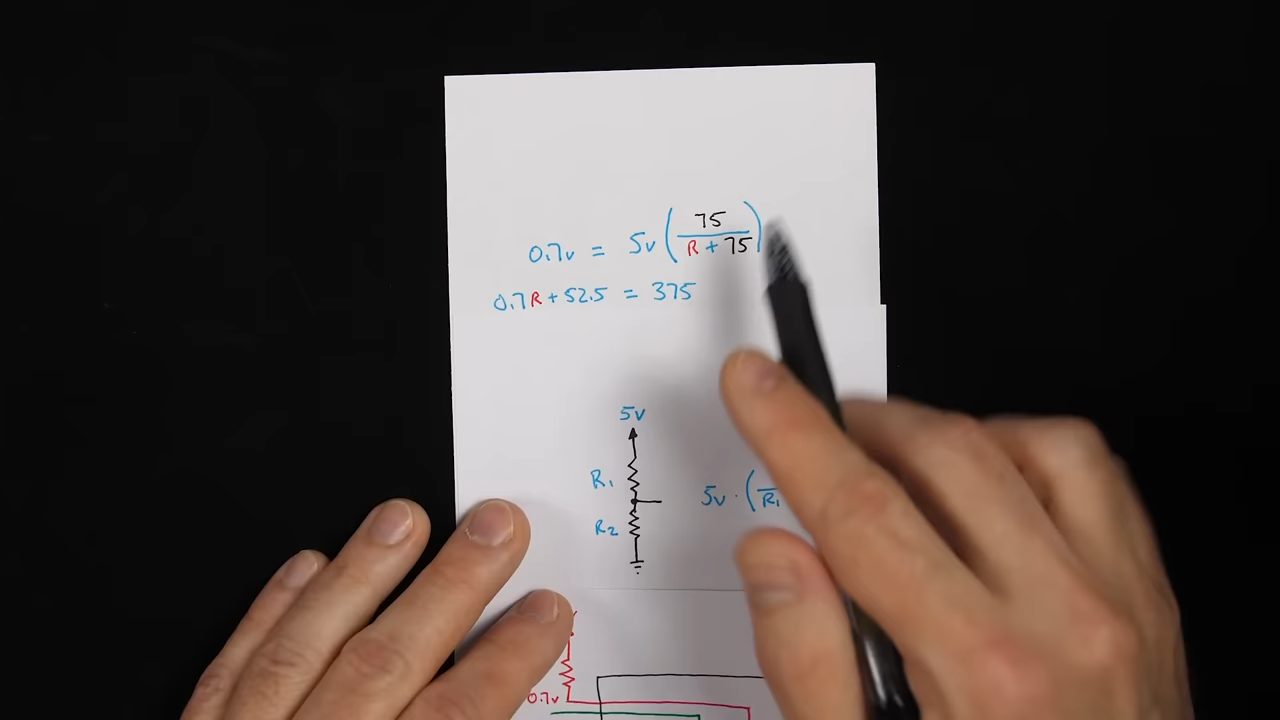 0.7v = 5v (75 / R + 75)
0.7R + 52.5 = 375
5v
R1
R2
5v · (R1
0.7v